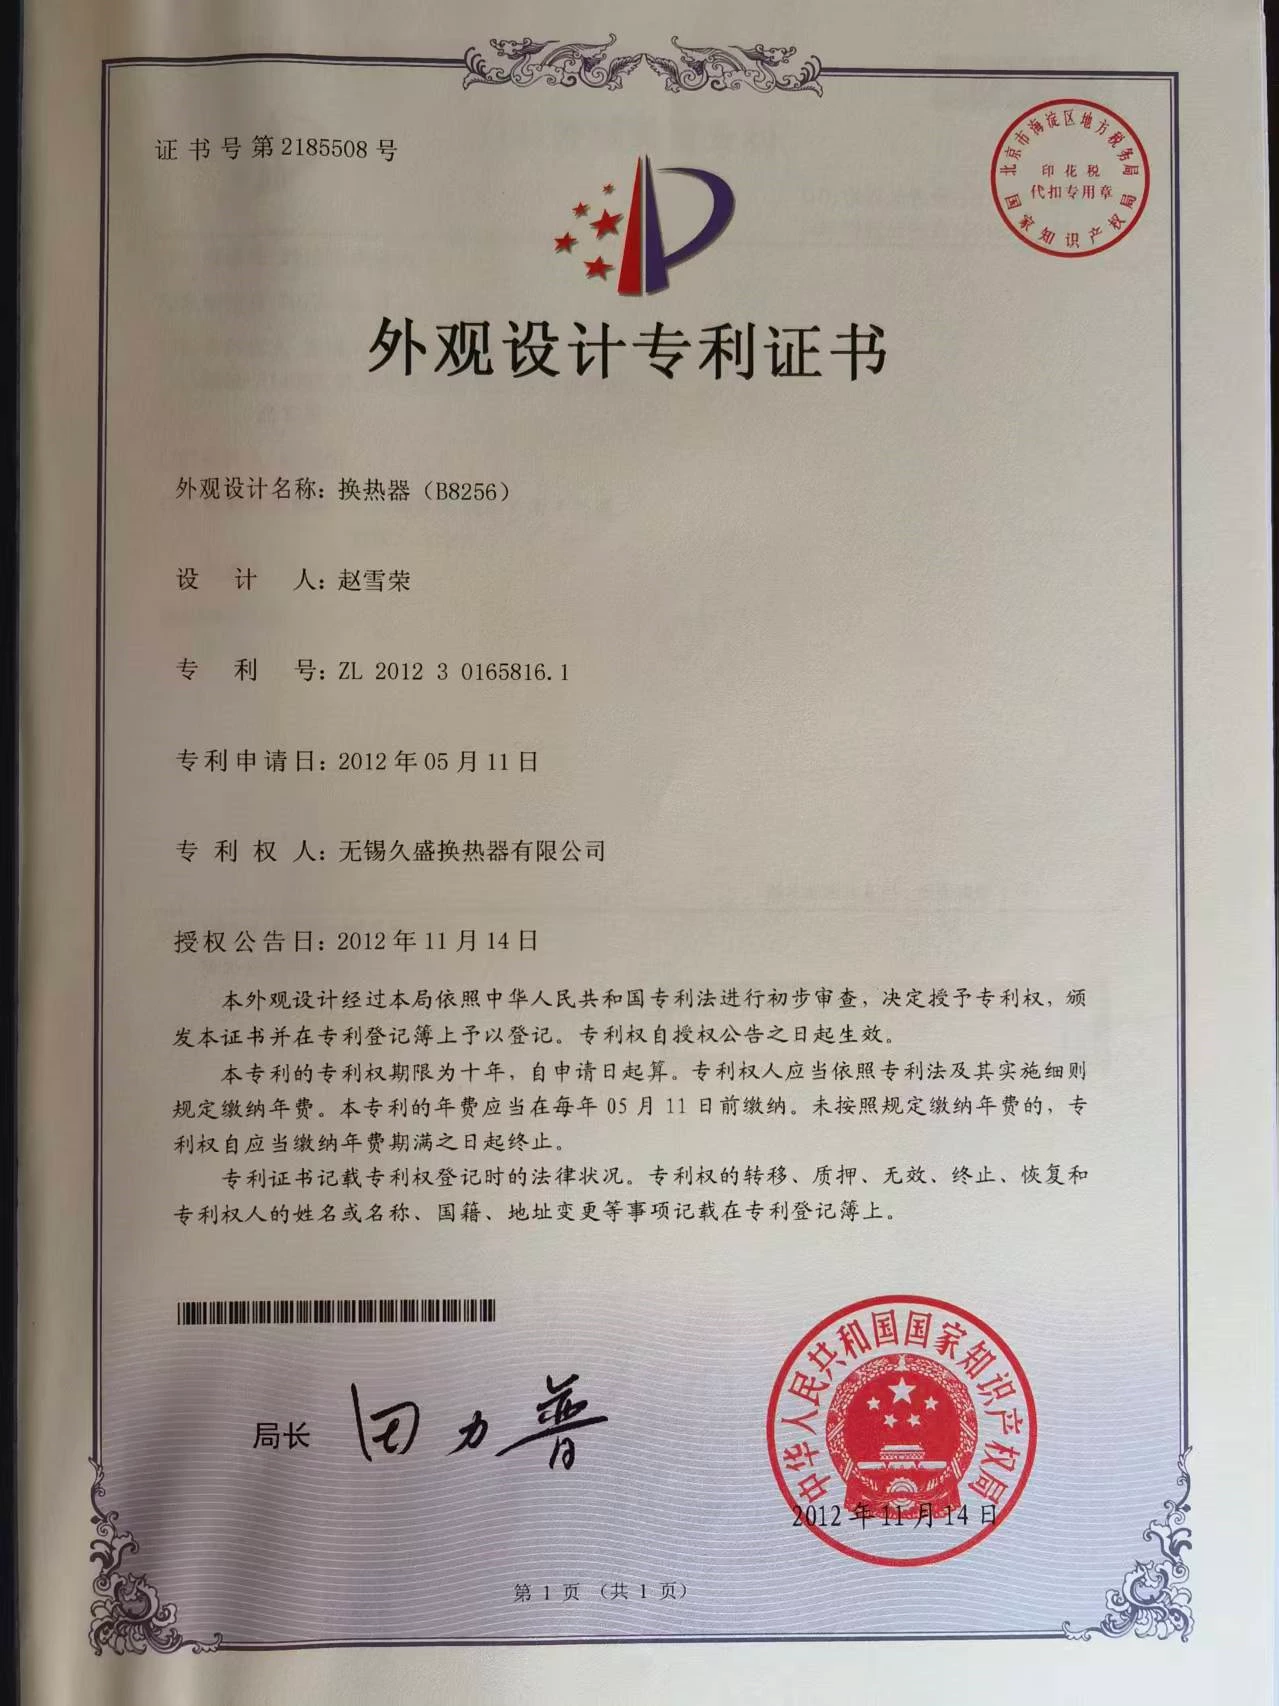 证书号第2185508号
北京市海淀区地方税务局
印花税
代扣专用章
国家知识产权局
外观设计专利证书
外观设计名称：换热器（B8256）
设计人：赵雪荣
专利号：ZL 2012 3 0165816.1
专利申请日：2012年05月11日
专利权人：无锡久盛换热器有限公司
授权公告日：2012年11月14日
本外观设计经过本局依照中华人民共和国专利法进行初步审查，决定授予专利权，颁
发本证书并在专利登记簿上予以登记。专利权自授权公告之日起生效。
本专利的专利权期限为十年，自申请日起算。专利权人应当依照专利法及其实施细则
规定缴纳年费。本专利的年费应当在每年05月11日前缴纳。未按照规定缴纳年费的，专
利权自应当缴纳年费期满之日起终止。
专利证书记载专利权登记时的法律状况。专利权的转移、质押、无效、终止、恢复和
专利权人的姓名或名称、国籍、地址变更等事项记载在专利登记簿上。
局长 田力普
中华人民共和国国家知识产权局
2012年11月14日
第1页（共1页）